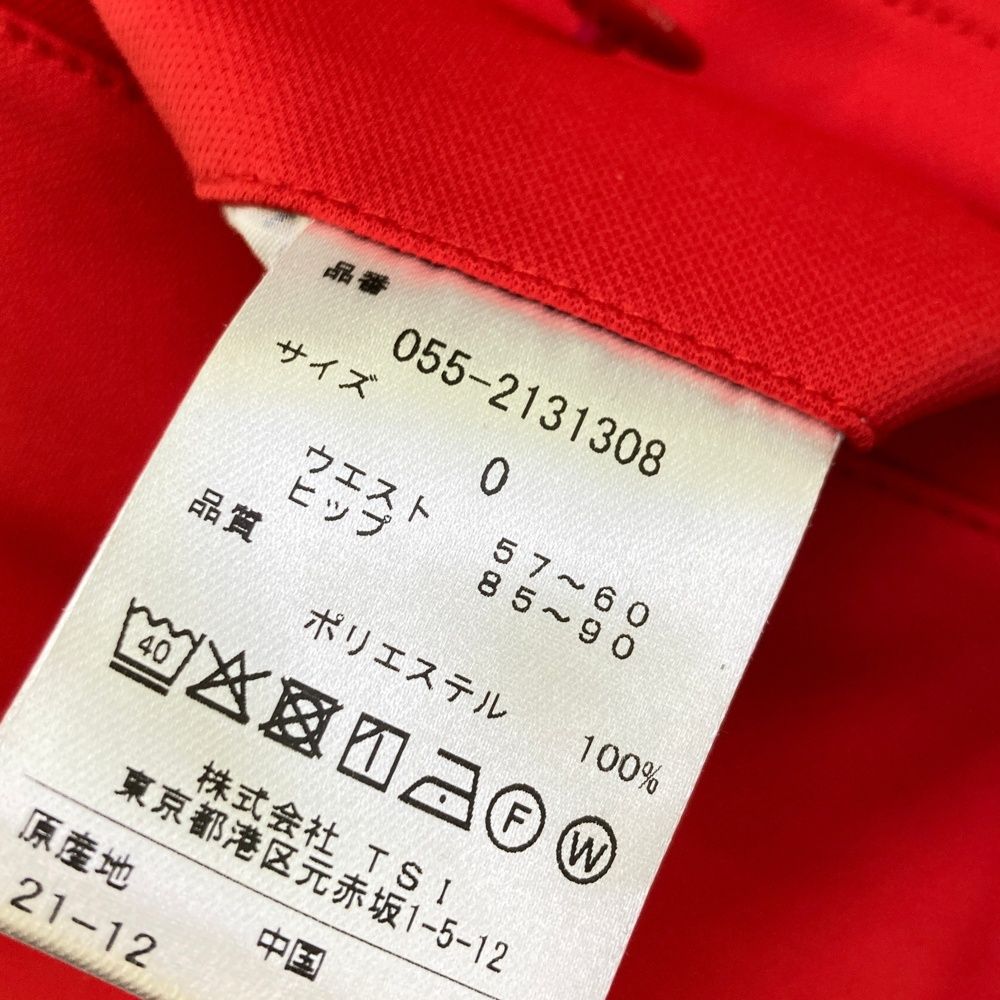 品番
055-2131308
サイズ
0
ウエスト 57～60
ヒップ 85～90
品質
ポリエステル 100%
40 F W
株式会社 TSI
東京都港区元赤坂1-5-12
原産地 中国
21-12